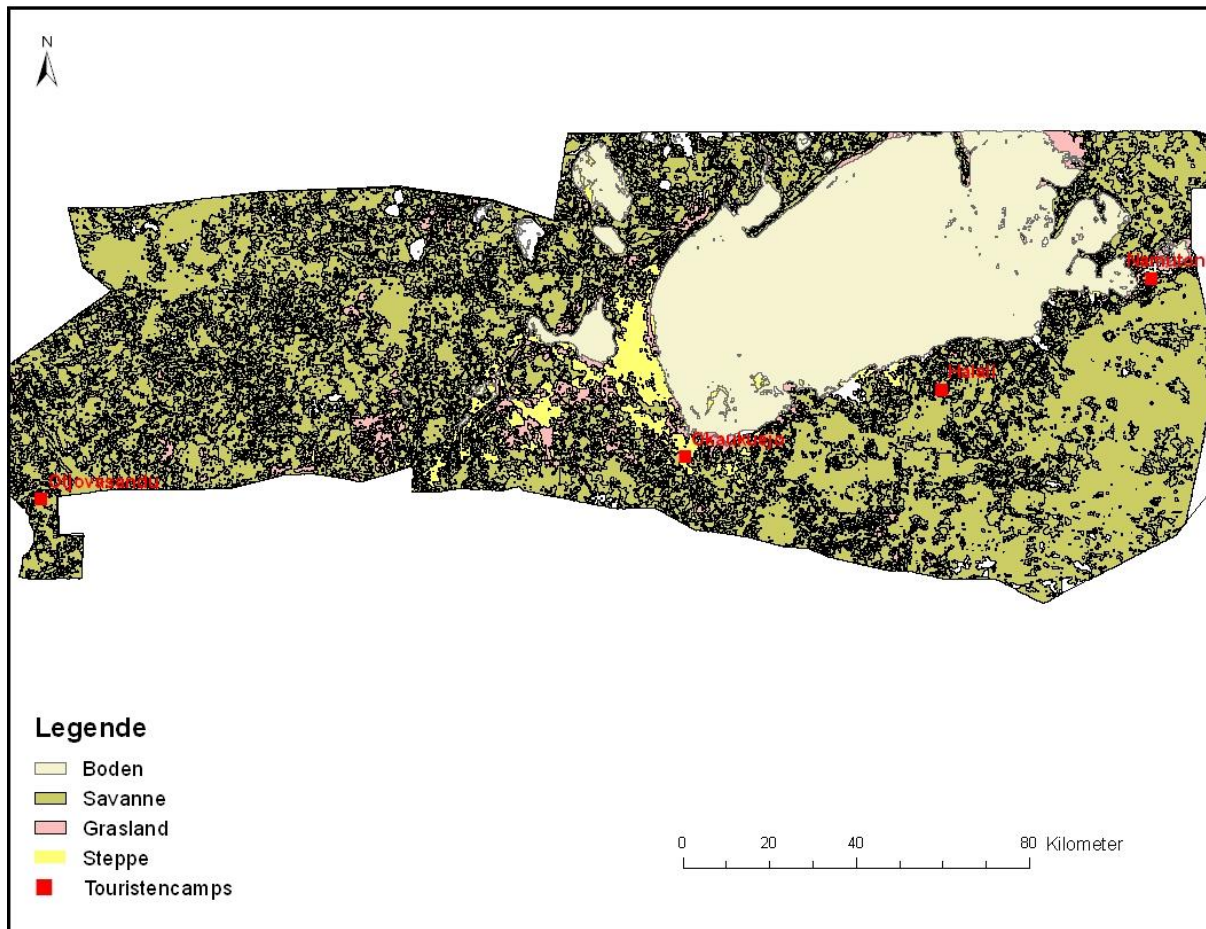 N
Namutoni
Halali
Okaukuejo
Otjovasandu
Legende
Boden
Savanne
Grasland
Steppe
Touristencamps
0 20 40 80 Kilometer